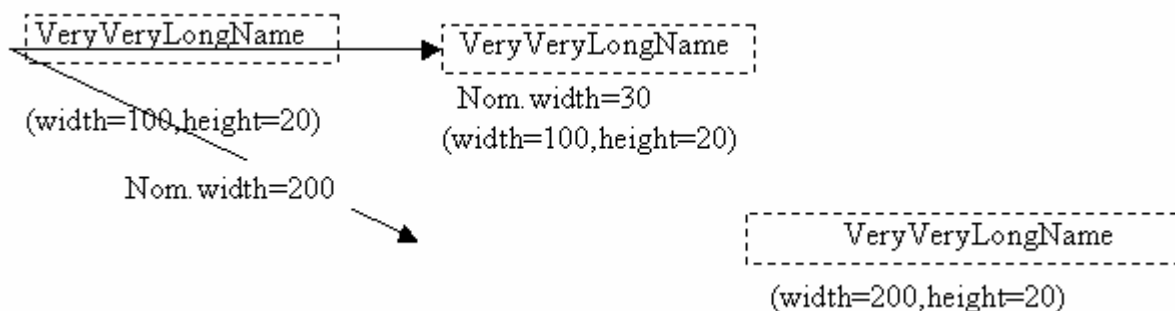 VeryVeryLongName
VeryVeryLongName
Nom.width=30
(width=100,height=20)
(width=100,height=20)
Nom.width=200
VeryVeryLongName
(width=200,height=20)